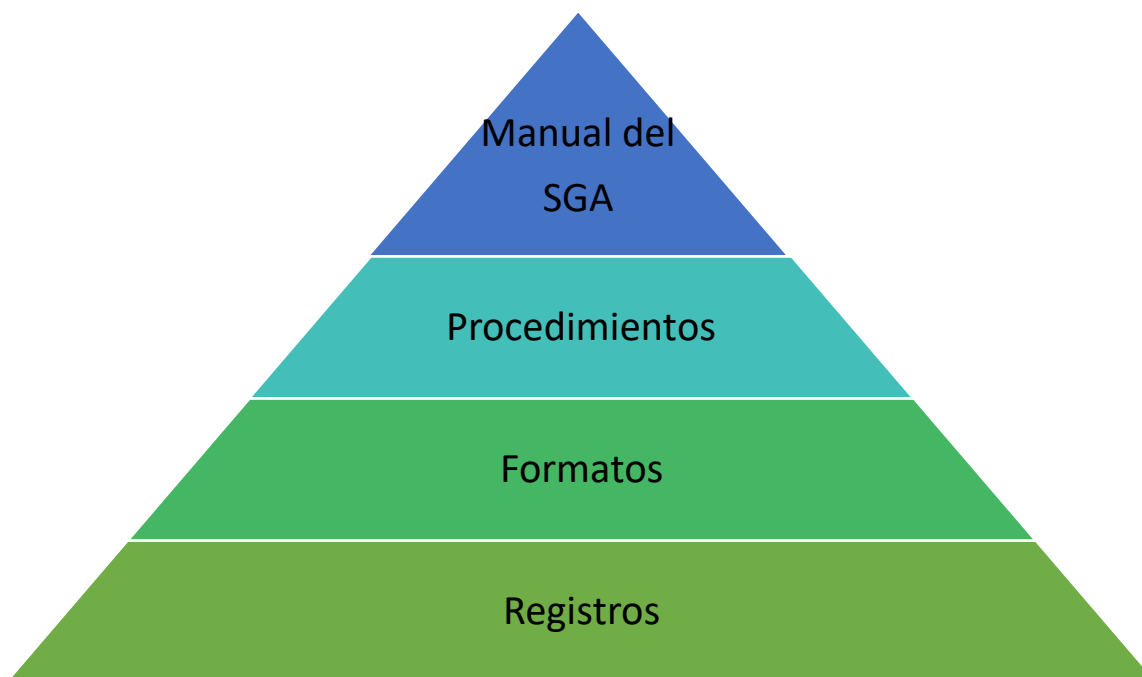 Manual del
SGA
Procedimientos
Formatos
Registros